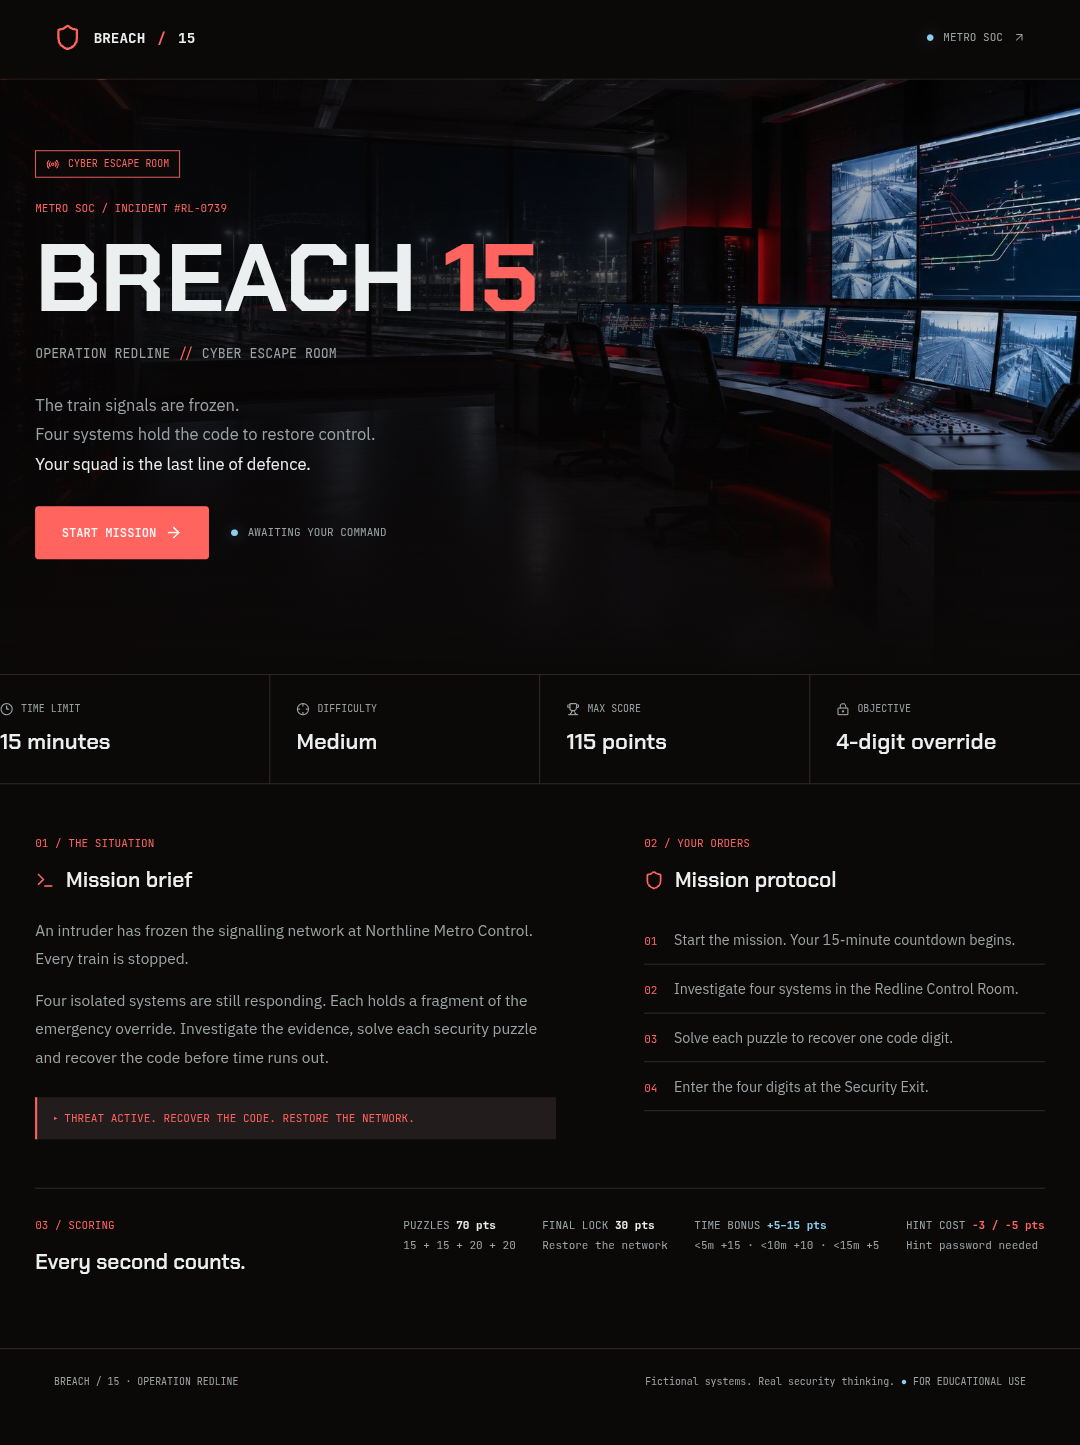 BREACH / 15
METRO SOC
CYBER ESCAPE ROOM
METRO SOC / INCIDENT #RL-0739
BREACH 15
OPERATION REDLINE // CYBER ESCAPE ROOM
The train signals are frozen.
Four systems hold the code to restore control.
Your squad is the last line of defence.
START MISSION
AWAITING YOUR COMMAND
TIME LIMIT
15 minutes
DIFFICULTY
Medium
MAX SCORE
115 points
OBJECTIVE
4-digit override
01 / THE SITUATION
Mission brief
An intruder has frozen the signalling network at Northline Metro Control.
Every train is stopped.
Four isolated systems are still responding. Each holds a fragment of the
emergency override. Investigate the evidence, solve each security puzzle
and recover the code before time runs out.
THREAT ACTIVE. RECOVER THE CODE. RESTORE THE NETWORK.
02 / YOUR ORDERS
Mission protocol
01 Start the mission. Your 15-minute countdown begins.
02 Investigate four systems in the Redline Control Room.
03 Solve each puzzle to recover one code digit.
04 Enter the four digits at the Security Exit.
03 / SCORING
Every second counts.
PUZZLES 70 pts
15 + 15 + 20 + 20
FINAL LOCK 30 pts
Restore the network
TIME BONUS +5–15 pts
<5m +15 · <10m +10 · <15m +5
HINT COST -3 / -5 pts
Hint password needed
BREACH / 15 · OPERATION REDLINE
Fictional systems. Real security thinking. ● FOR EDUCATIONAL USE